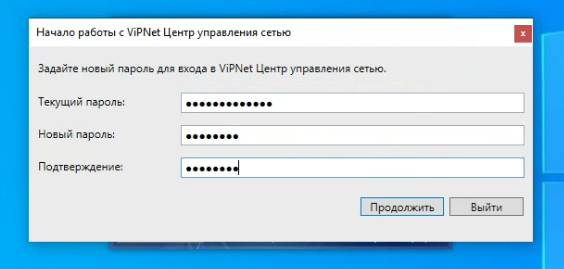 Начало работы с ViPNet Центр управления сетью
x
Задайте новый пароль для входа в ViPNet Центр управления сетью.
Текущий пароль: •••••••••••••
Новый пароль: ••••••••
Подтверждение: ••••••••
Продолжить Выйти